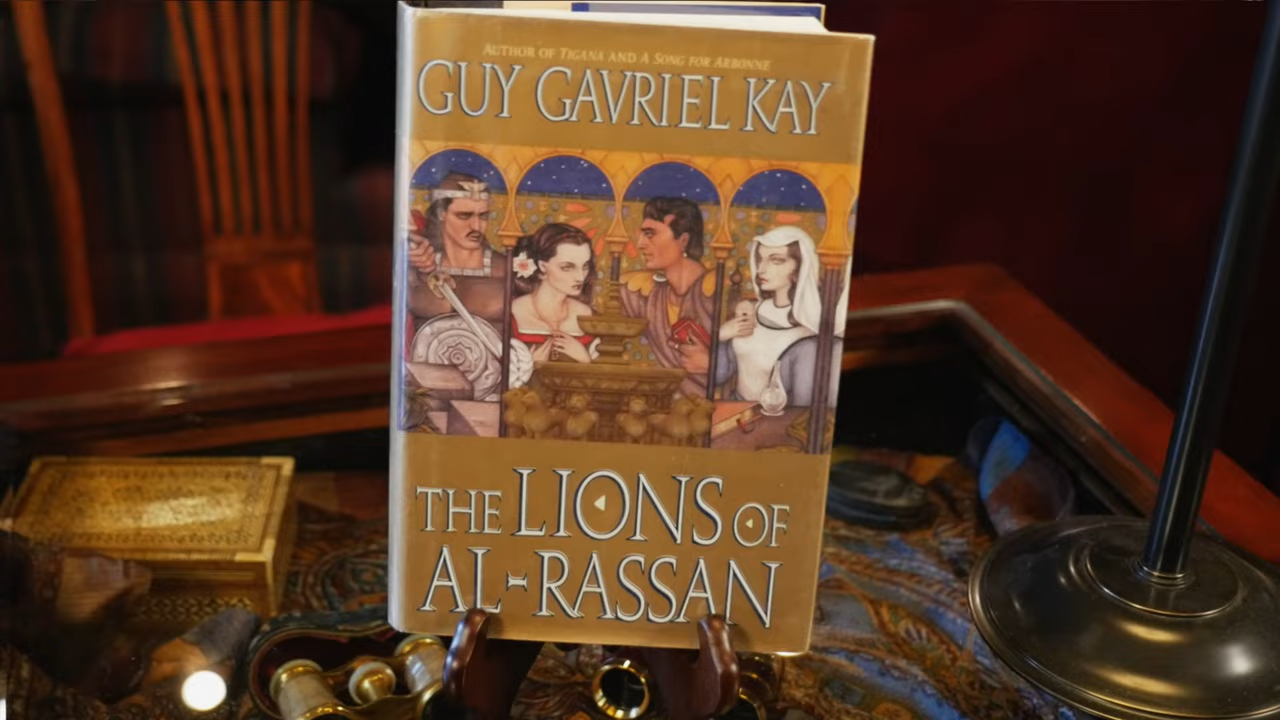 AUTHOR OF TIGANA AND A SONG FOR ARBONNE
GUY GAVRIEL KAY
THE LIONS OF
AL-RASSAN